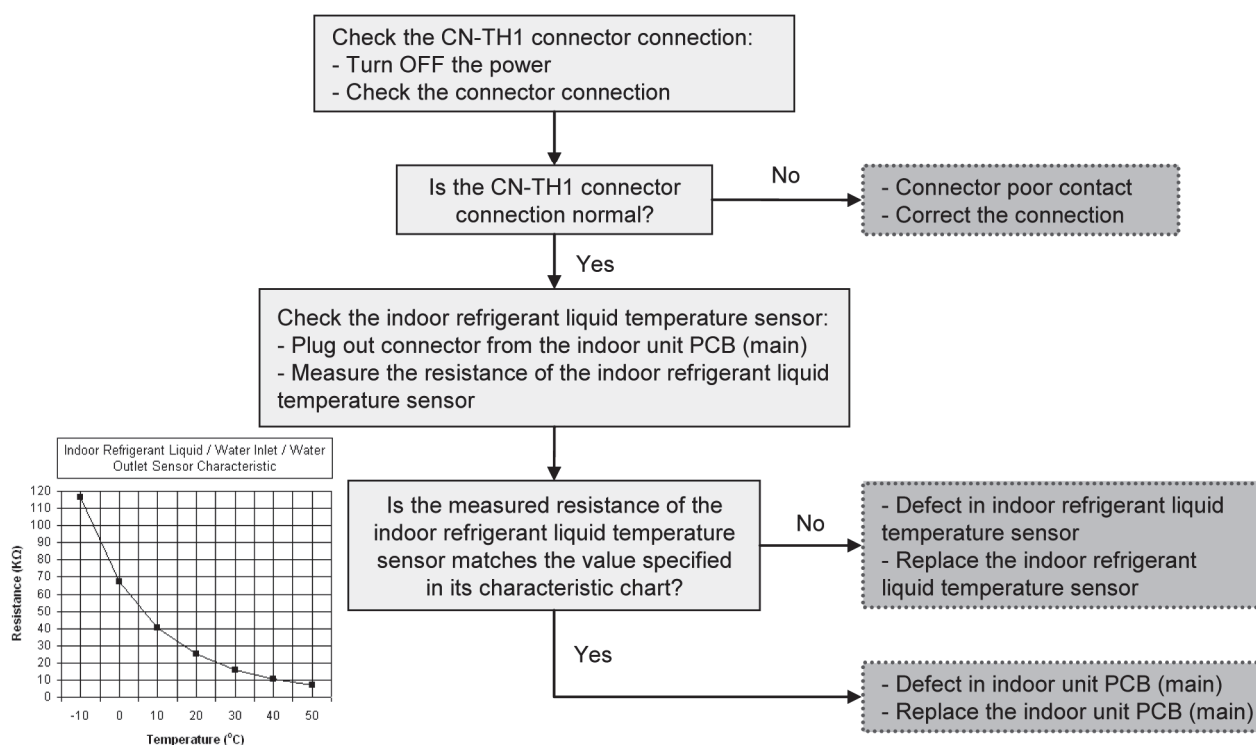 Check the CN-TH1 connector connection:
- Turn OFF the power
- Check the connector connection
Is the CN-TH1 connector
connection normal?
No
- Connector poor contact
- Correct the connection
Yes
Check the indoor refrigerant liquid temperature sensor:
- Plug out connector from the indoor unit PCB (main)
- Measure the resistance of the indoor refrigerant liquid
temperature sensor
Indoor Refrigerant Liquid / Water Inlet / Water
Outlet Sensor Characteristic
Resistance (KΩ)
120
110
100
90
80
70
60
50
40
30
20
10
0
-10 0 10 20 30 40 50
Temperature (°C)
Is the measured resistance of the
indoor refrigerant liquid temperature
sensor matches the value specified
in its characteristic chart?
No
- Defect in indoor refrigerant liquid
temperature sensor
- Replace the indoor refrigerant
liquid temperature sensor
Yes
- Defect in indoor unit PCB (main)
- Replace the indoor unit PCB (main)